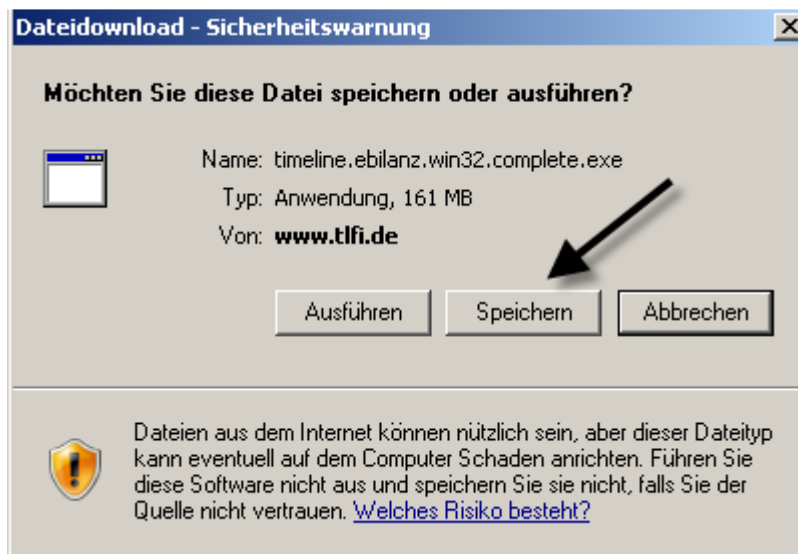 Dateidownload - Sicherheitswarnung
Möchten Sie diese Datei speichern oder ausführen?
Name: timeline.ebilanz.win32.complete.exe
Typ: Anwendung, 161 MB
Von: www.tlfi.de
Ausführen Speichern Abbrechen
Dateien aus dem Internet können nützlich sein, aber dieser Dateityp
kann eventuell auf dem Computer Schaden anrichten. Führen Sie
diese Software nicht aus und speichern Sie sie nicht, falls Sie der
Quelle nicht vertrauen. Welches Risiko besteht?